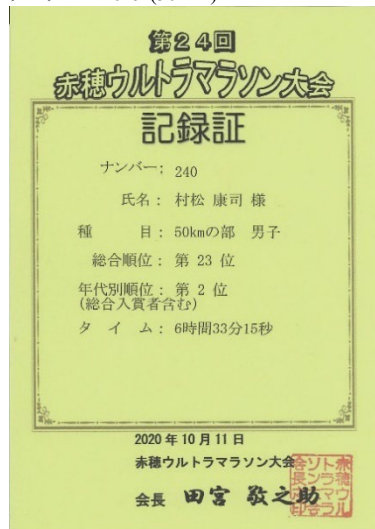 第24回
赤穂ウルトラマラソン大会
記録証
ナンバー: 240
氏名: 村松 康司 様
種 目: 50kmの部 男子
総合順位: 第 23 位
年代別順位: 第 2 位
(総合入賞者含む)
タ イ ム: 6時間33分15秒
2020 年 10 月 11 日
赤穂ウルトラマラソン大会
会長 田宮 敬之助